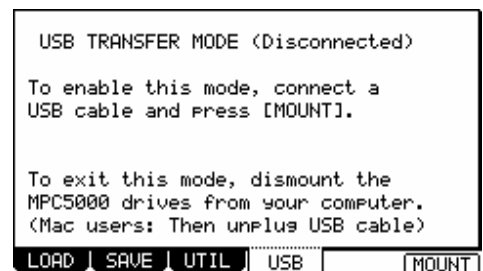 USB TRANSFER MODE (Disconnected)
To enable this mode, connect a
USB cable and press [MOUNT].
To exit this mode, dismount the
MPC5000 drives from your computer.
(Mac users: Then unplug USB cable)
LOAD SAVE UTIL USB MOUNT